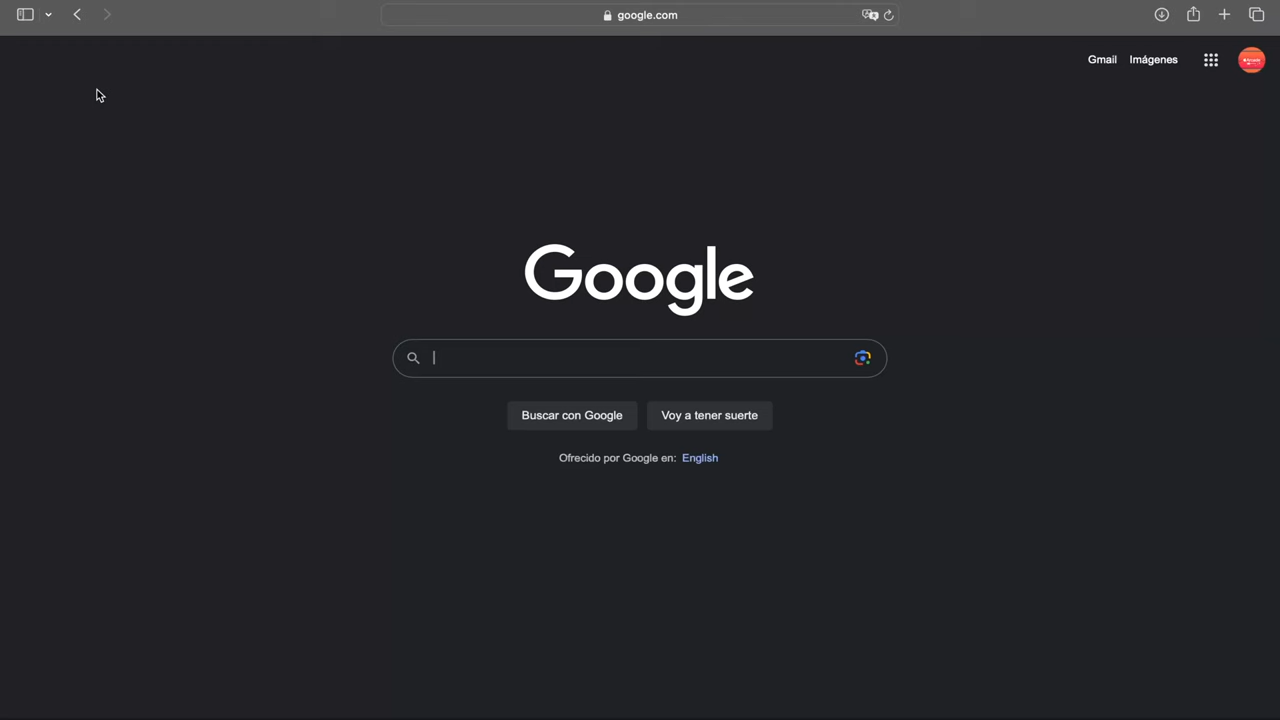 google.com
Gmail Imágenes
Google
Buscar con Google Voy a tener suerte
Ofrecido por Google en: English